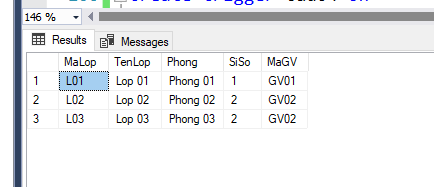 146 %
Results Messages
MaLop TenLop Phong SiSo MaGV
1 L01 Lop 01 Phong 01 1 GV01
2 L02 Lop 02 Phong 02 2 GV02
3 L03 Lop 03 Phong 03 2 GV02